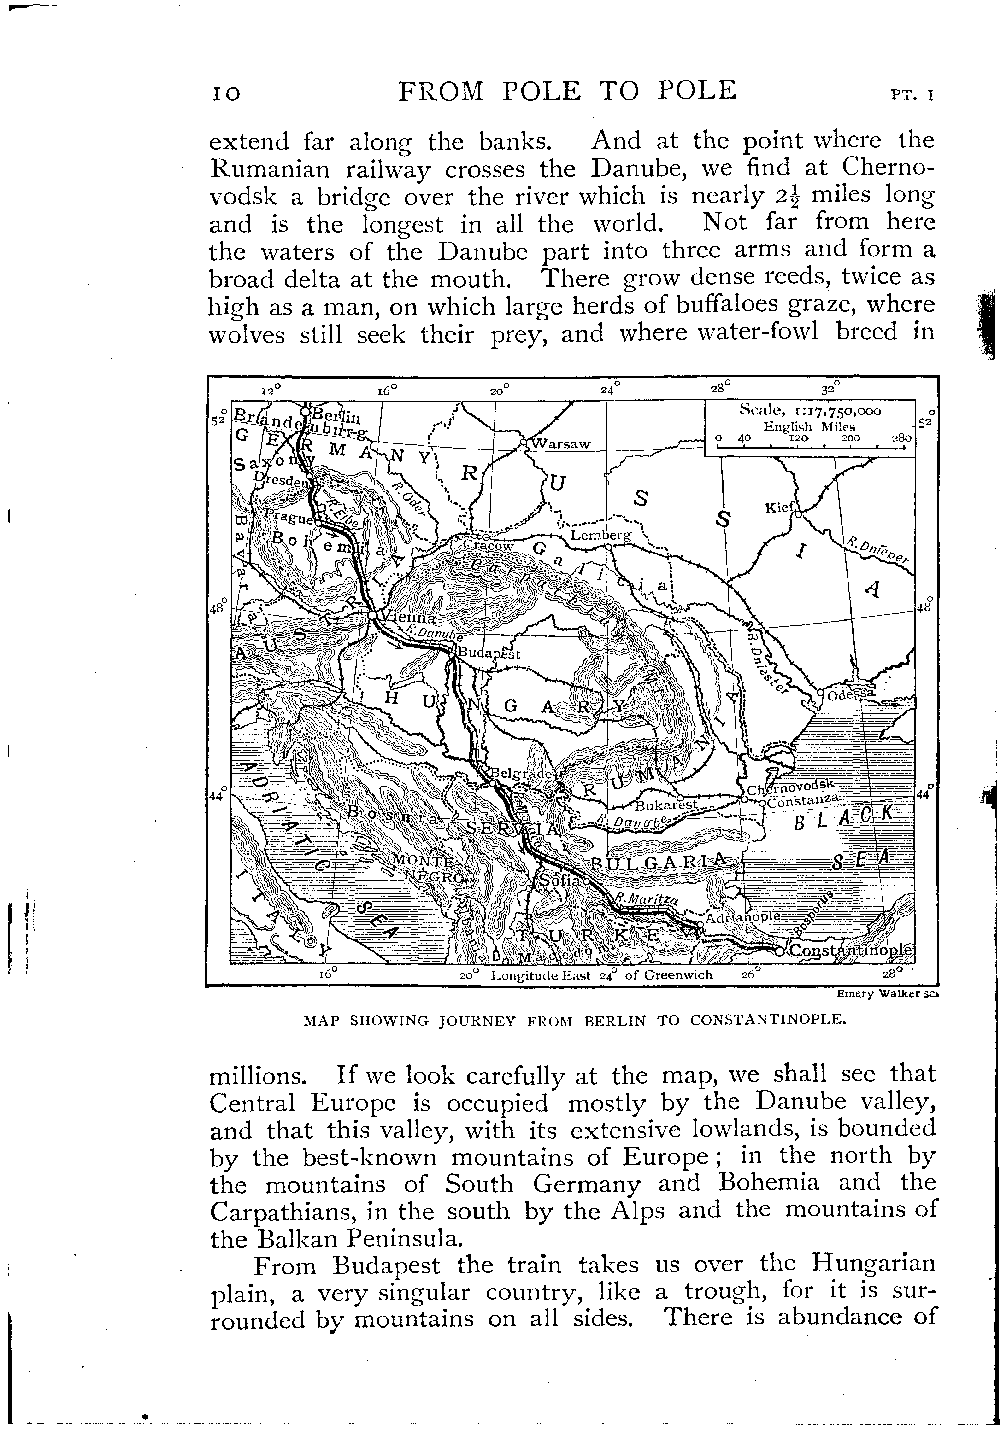 10 FROM POLE TO POLE PT. I
extend far along the banks. And at the point where the
Rumanian railway crosses the Danube, we find at Cherno-
vodsk a bridge over the river which is nearly 2½ miles long
and is the longest in all the world. Not far from here
the waters of the Danube part into three arms and form a
broad delta at the mouth. There grow dense reeds, twice as
high as a man, on which large herds of buffaloes graze, where
wolves still seek their prey, and where water-fowl breed in
12° 16° 20° 24° 28° 32°
Scale, 1:17,750,000
English Miles
0 40 120 200 280
52° 52°
Brandenburg
Berlin
GERMANY
Saxony
Dresden
R. Elbe
R. Oder
Warsaw
RUSSIA
Prague
Bohemia
Bavaria
Cracow
Lemberg
Galicia
Kief
R. Dnieper
Carpathians
48° 48°
AUSTRIA
Vienna
R. Danube
Budapest
R. Dniester
Odessa
HUNGARY
Belgrade
RUMANIA
Bukarest
Chernovodsk
Constanza
44° 44°
ADRIATIC SEA
Bosnia
SERVIA
R. Danube
BLACK SEA
MONTE-
NEGRO
BULGARIA
Sofia
R. Maritza
Adrianople
Bosporus
ITALY
TURKEY
Constantinople
16° 20° Longitude East 24° of Greenwich 26° 28°
Emery Walker sc.
MAP SHOWING JOURNEY FROM BERLIN TO CONSTANTINOPLE.
millions. If we look carefully at the map, we shall see that
Central Europe is occupied mostly by the Danube valley,
and that this valley, with its extensive lowlands, is bounded
by the best-known mountains of Europe; in the north by
the mountains of South Germany and Bohemia and the
Carpathians, in the south by the Alps and the mountains of
the Balkan Peninsula.
From Budapest the train takes us over the Hungarian
plain, a very singular country, like a trough, for it is sur-
rounded by mountains on all sides. There is abundance of